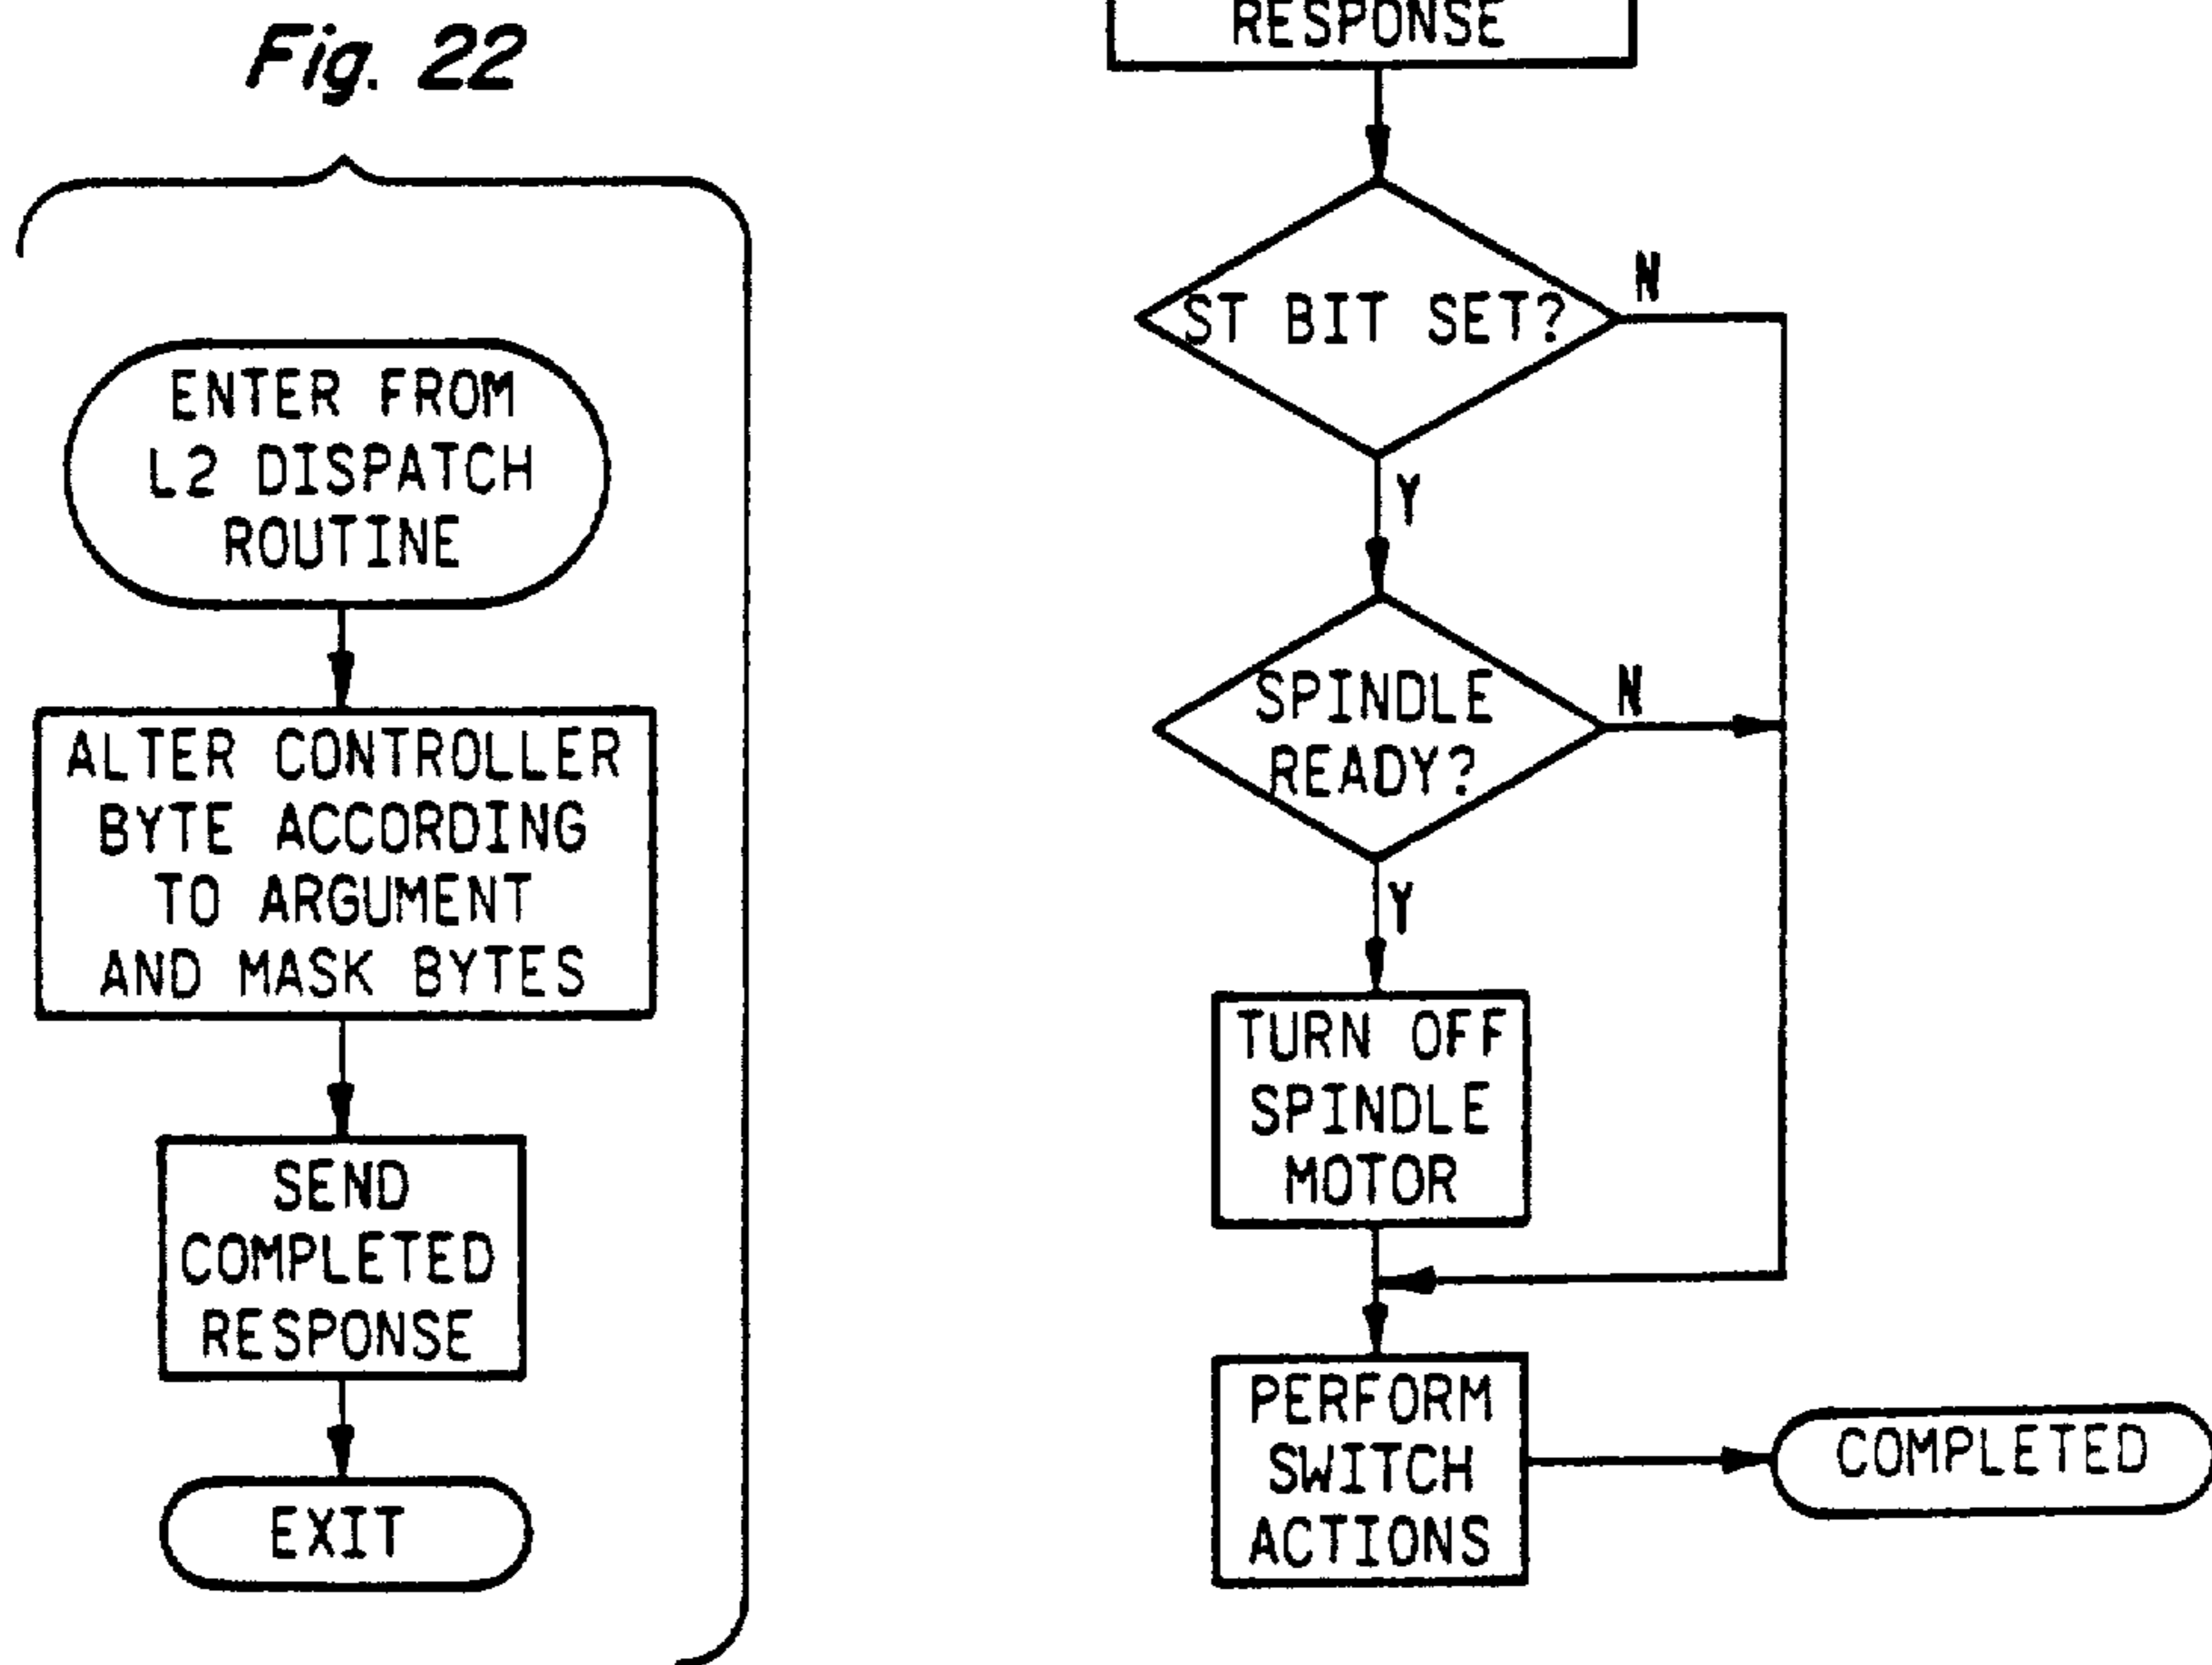 Fig. 22
ENTER FROM
L2 DISPATCH
ROUTINE
ALTER CONTROLLER
BYTE ACCORDING
TO ARGUMENT
AND MASK BYTES
SEND
COMPLETED
RESPONSE
EXIT
RESPONSE
ST BIT SET?
N
Y
SPINDLE
READY?
N
Y
TURN OFF
SPINDLE
MOTOR
PERFORM
SWITCH
ACTIONS
COMPLETED